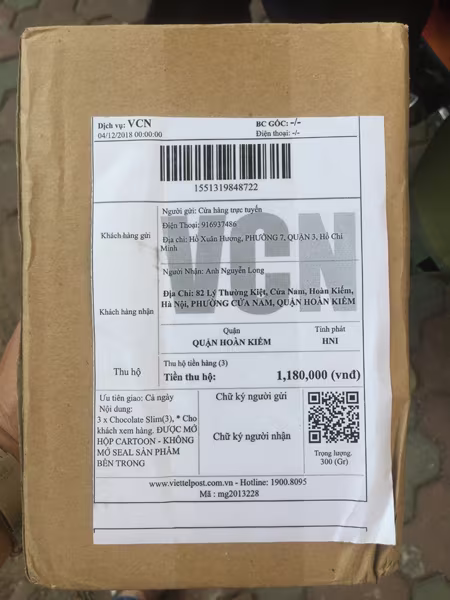 Dịch vụ: VCN
BC GỐC: -/-
04/12/2018 00:00:00
Điện thoại: -/-
1551319848722
VCN
Khách hàng gửi
Người gửi: Cửa hàng trực tuyến
Điện Thoại: 916937486
Địa chỉ: Hồ Xuân Hương, PHƯỜNG 7, QUẬN 3, Hồ Chí
Minh
Khách hàng nhận
Người Nhận: Anh Nguyễn Long
Địa Chỉ: 82 Lý Thường Kiệt, Cửa Nam, Hoàn Kiếm,
Hà Nội, PHƯỜNG CỬA NAM, QUẬN HOÀN KIẾM
Quận
Tỉnh phát
QUẬN HOÀN KIẾM
HNI
Thu hộ
Thu hộ tiền hàng (3)
Tiền thu hộ: 1,180,000 (vnđ)
Ưu tiên giao: Cả ngày
Nội dung:
3 x Chocolate Slim(3), * Cho
khách xem hàng. ĐƯỢC MỞ
HỘP CARTOON - KHÔNG
MỞ SEAL SẢN PHẨM
BÊN TRONG
Chữ ký người gửi
Chữ ký người nhận
Trọng lượng.
300 (Gr)
www.viettelpost.com.vn - Hotline: 1900.8095
Mã : mg2013228